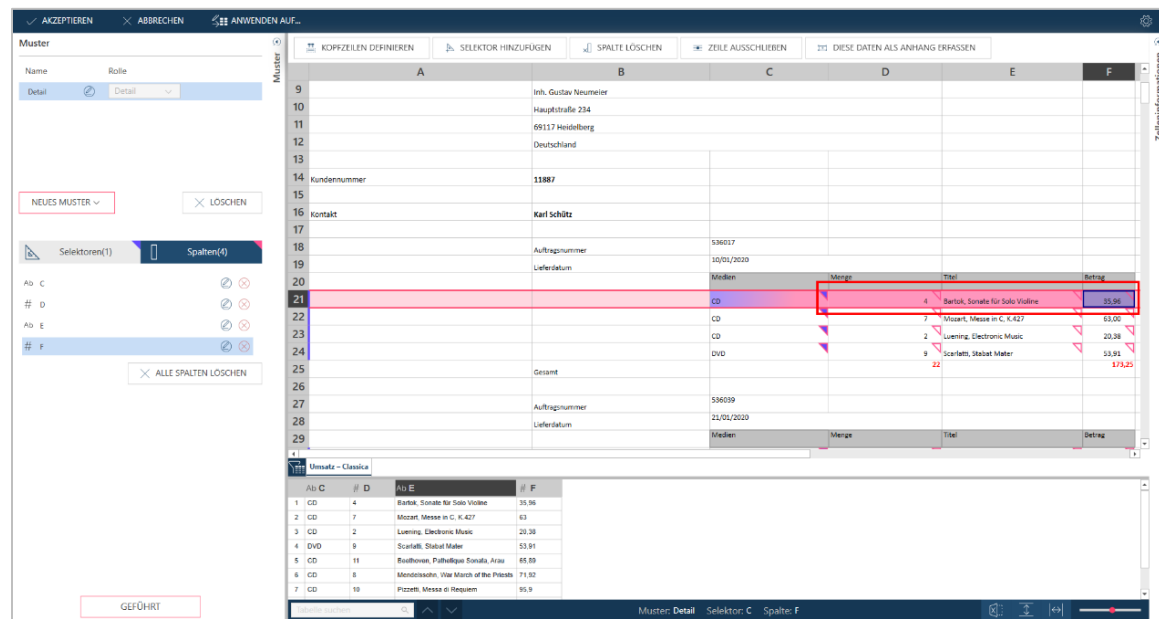 AKZEPTIEREN ABBRECHEN ANWENDEN AUF...
Muster
Name Rolle
Detail Detail
NEUES MUSTER LÖSCHEN
Selektoren(1) Spalten(4)
Ab C
# D
Ab E
# F
ALLE SPALTEN LÖSCHEN
GEFÜHRT
Muster
KOPFZEILEN DEFINIEREN SELEKTOR HINZUFÜGEN SPALTE LÖSCHEN ZEILE AUSSCHLIEBEN DIESE DATEN ALS ANHANG ERFASSEN
A B C D E F
9 Inh. Gustav Neumeier
10 Hauptstraße 234
11 69117 Heidelberg
12 Deutschland
13
14 Kundennummer 11887
15
16 Kontakt Karl Schütz
17
18 Auftragsnummer 536017
19 Lieferdatum 10/01/2020
20 Medien Menge Titel Betrag
21 CD 4 Bartok, Sonate für Solo Violine 35,96
22 CD 7 Mozart, Messe in C, K.427 63,00
23 CD 2 Luening, Electronic Music 20,38
24 DVD 9 Scarlatti, Stabat Mater 53,91
25 Gesamt 22 173,25
26
27 Auftragsnummer 536039
28 Lieferdatum 21/01/2020
29 Medien Menge Titel Betrag
Umsatz – Classica
Ab C # D Ab E # F
1 CD 4 Bartok, Sonate für Solo Violine 35,96
2 CD 7 Mozart, Messe in C, K.427 63
3 CD 2 Luening, Electronic Music 20,38
4 DVD 9 Scarlatti, Stabat Mater 53,91
5 CD 11 Beethoven, Pathetique Sonata, Arau 65,89
6 CD 8 Mendelssohn, War March of the Priests 71,92
7 CD 10 Pizzetti, Messa di Requiem 95,9
Tabelle suchen Muster: Detail Selektor: C Spalte: F